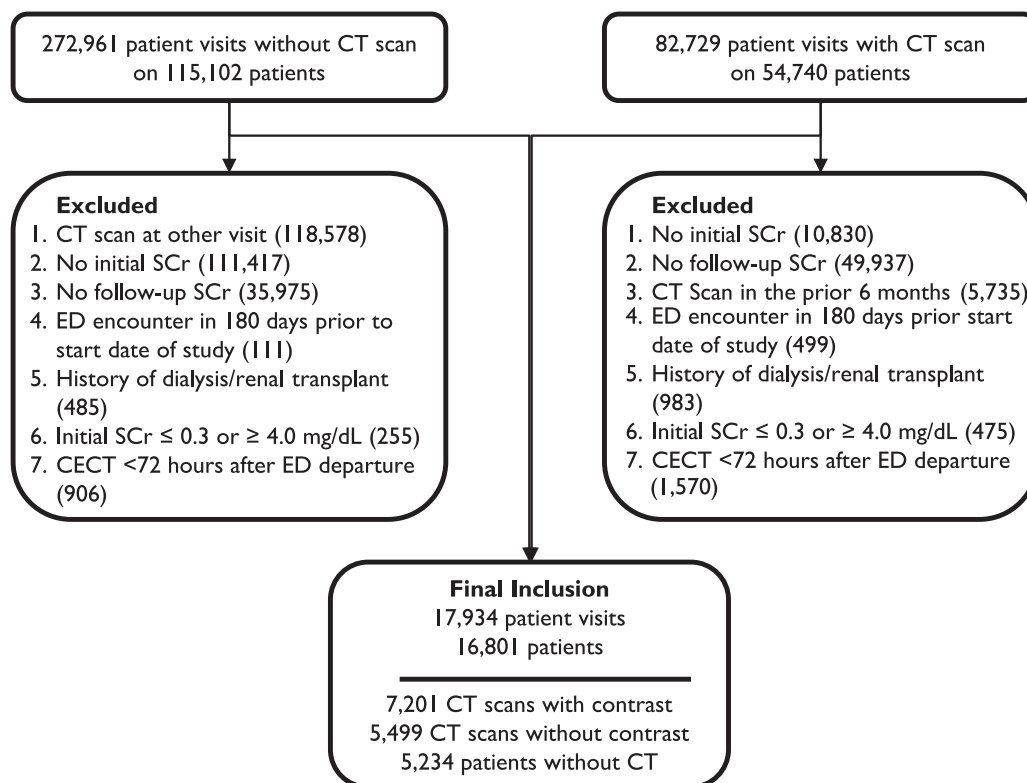 272,961 patient visits without CT scan
on 115,102 patients
82,729 patient visits with CT scan
on 54,740 patients
Excluded
1. CT scan at other visit (118,578)
2. No initial SCr (111,417)
3. No follow-up SCr (35,975)
4. ED encounter in 180 days prior to
start date of study (111)
5. History of dialysis/renal transplant
(485)
6. Initial SCr ≤ 0.3 or ≥ 4.0 mg/dL (255)
7. CECT <72 hours after ED departure
(906)
Excluded
1. No initial SCr (10,830)
2. No follow-up SCr (49,937)
3. CT Scan in the prior 6 months (5,735)
4. ED encounter in 180 days prior start
date of study (499)
5. History of dialysis/renal transplant
(983)
6. Initial SCr ≤ 0.3 or ≥ 4.0 mg/dL (475)
7. CECT <72 hours after ED departure
(1,570)
Final Inclusion
17,934 patient visits
16,801 patients
7,201 CT scans with contrast
5,499 CT scans without contrast
5,234 patients without CT